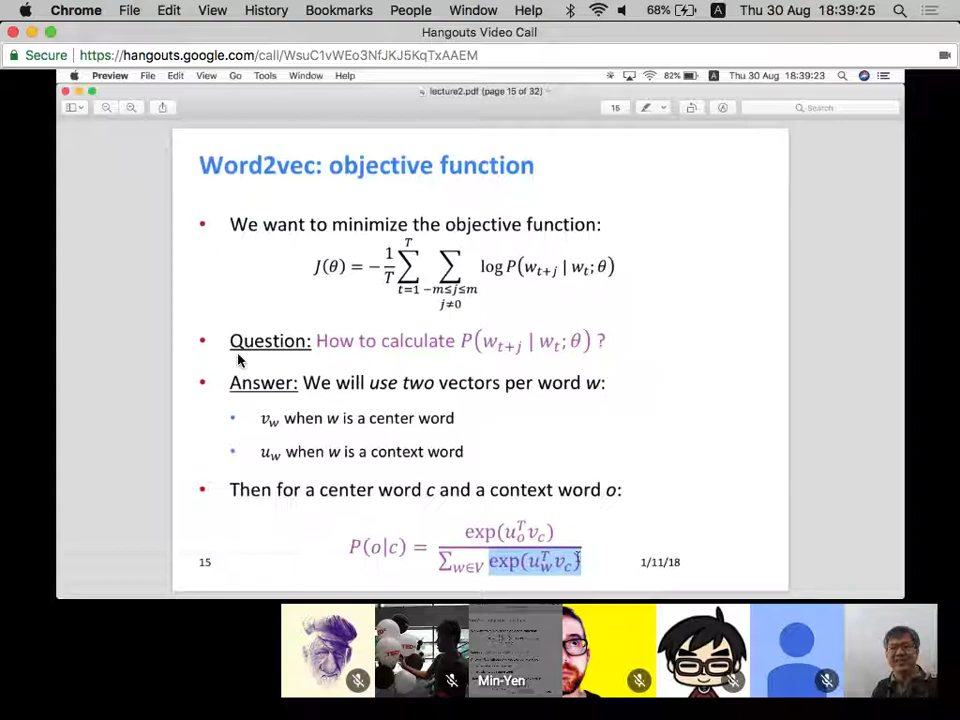 Chrome File Edit View History Bookmarks People Window Help 68% A Thu 30 Aug 18:39:25
Hangouts Video Call
Secure https://hangouts.google.com/call/WsuC1vWEo3NfJKJ5KqTxAAEM
Preview File Edit View Go Tools Window Help 82% A Thu 30 Aug 18:39:23
lecture2.pdf (page 15 of 32)
15 Search
Word2vec: objective function
• We want to minimize the objective function:
J(θ) = −1/T ∑_{t=1}^{T} ∑_{−m≤j≤m, j≠0} log P(w_{t+j} | w_t; θ)
• Question: How to calculate P(w_{t+j} | w_t; θ) ?
• Answer: We will use two vectors per word w:
• v_w when w is a center word
• u_w when w is a context word
• Then for a center word c and a context word o:
P(o|c) = exp(u_o^T v_c) / ∑_{w∈V} exp(u_w^T v_c)
15 1/11/18
Min-Yen